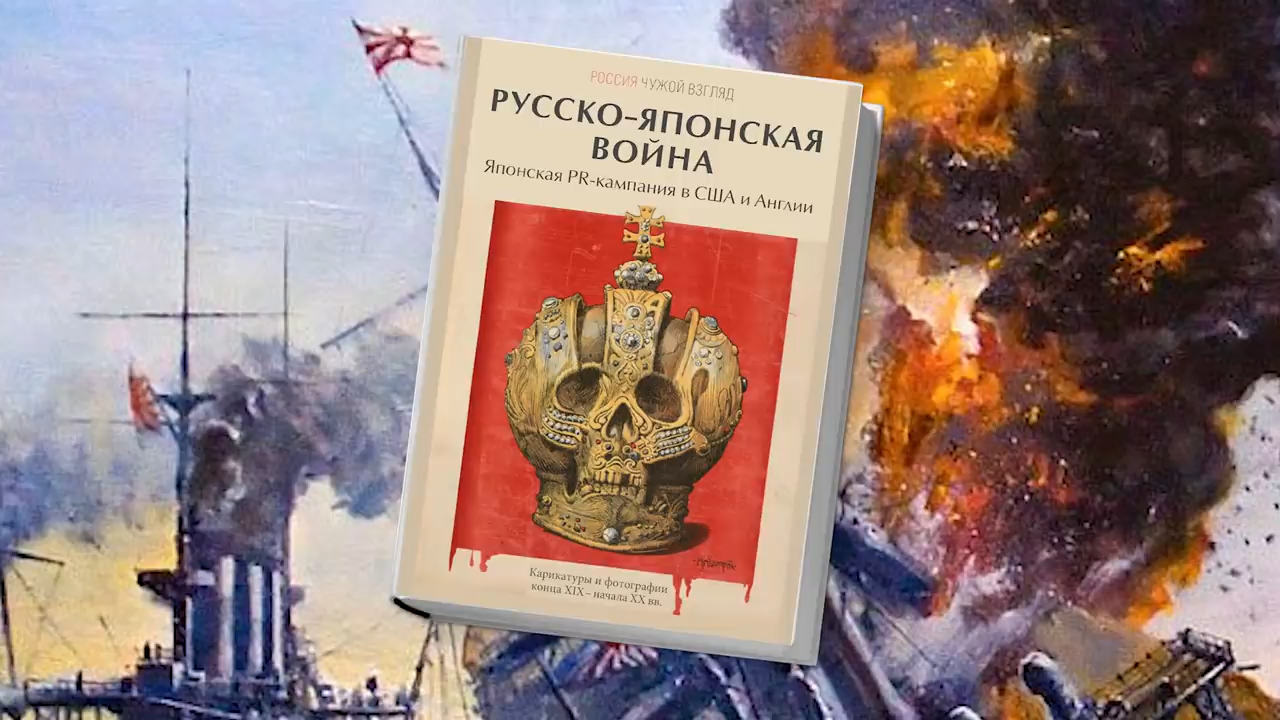 РОССИЯ ЧУЖОЙ ВЗГЛЯД
РУССКО-ЯПОНСКАЯ
ВОЙНА
Японская PR-кампания в США и Англии
Карикатуры и фотографии
конца XIX – начала XX вв.